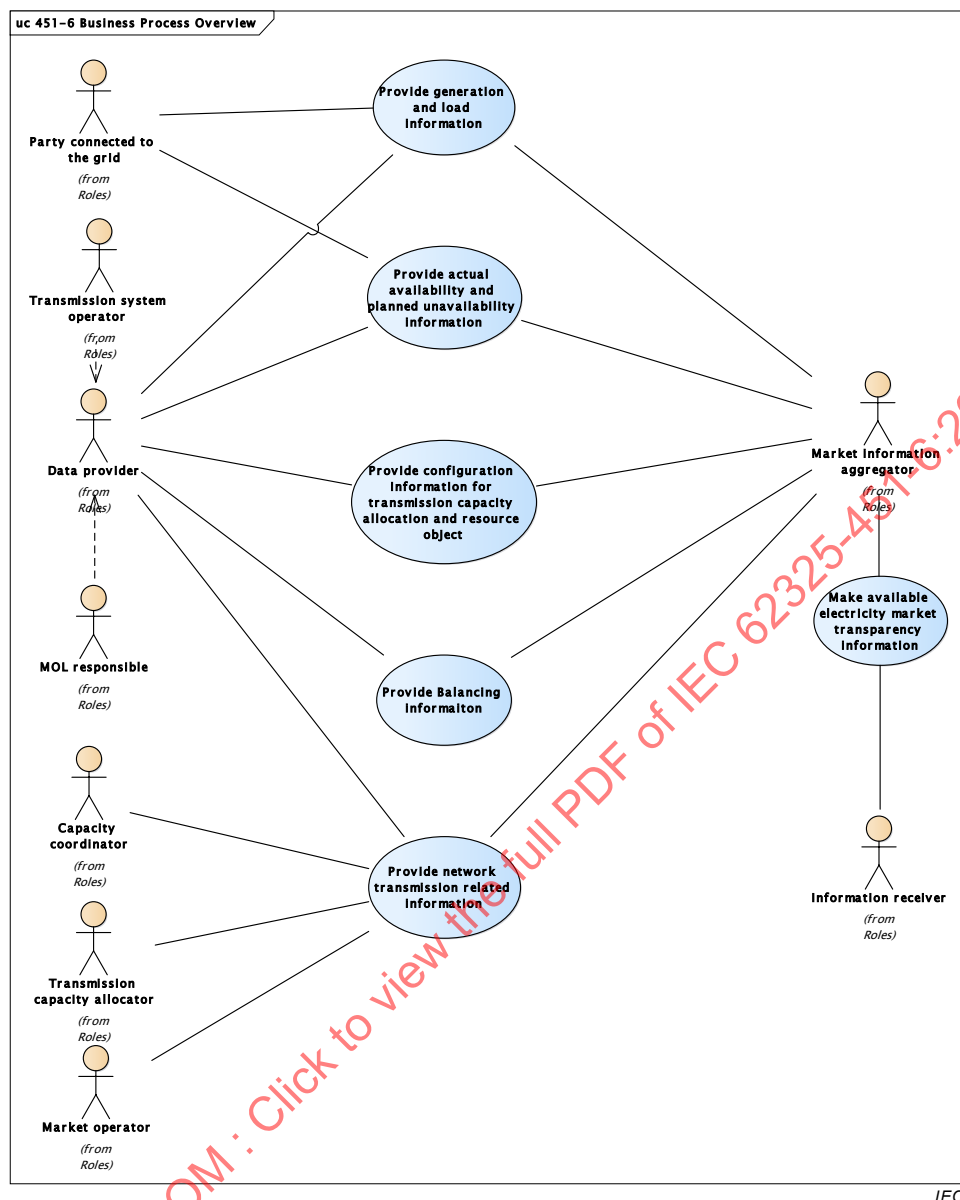 uc 451-6 Business Process Overview
Party connected to
the grid
(from
Roles)
Transmission system
operator
(from
Roles)
Data provider
(from
Roles)
MOL responsible
(from
Roles)
Capacity
coordinator
(from
Roles)
Transmission
capacity allocator
(from
Roles)
Market operator
(from
Roles)
Provide generation
and load
information
Provide actual
availability and
planned unavailability
information
Provide configuration
information for
transmission capacity
allocation and resource
object
Provide Balancing
informaiton
Provide network
transmission related
information
Market information
aggregator
(from
Roles)
Make available
electricity market
transparency
information
Information receiver
(from
Roles)
OM : Click to view the full PDF of IEC 62325-451-6:2
IEC